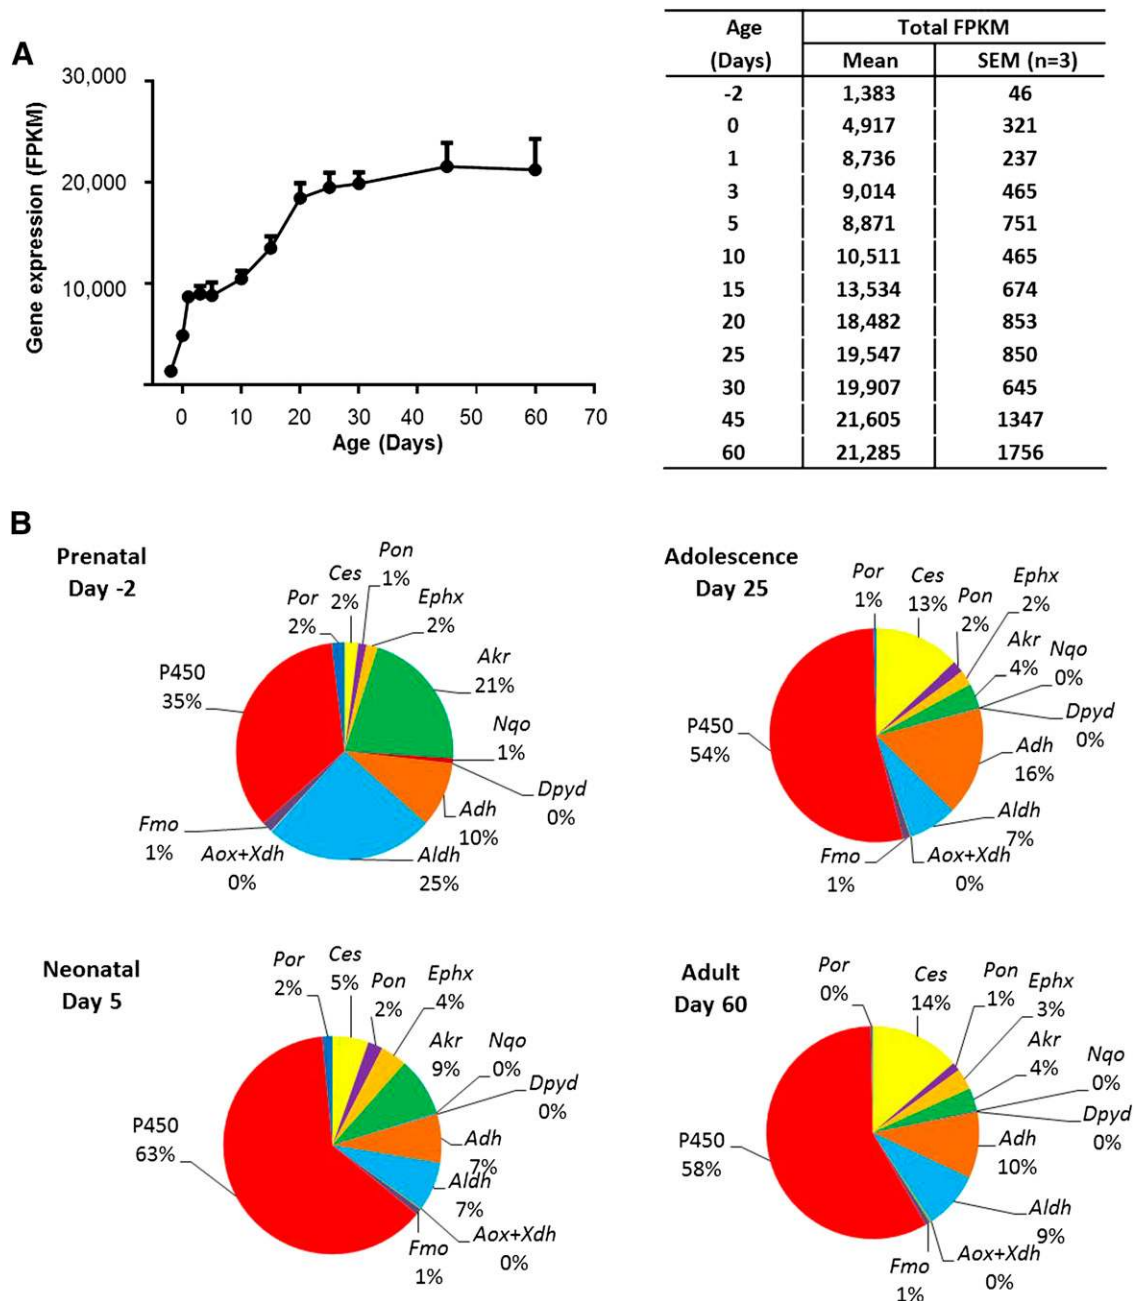 A
30,000
20,000
10,000
Gene expression (FPKM)
0 10 20 30 40 50 60 70
Age (Days)
Age Total FPKM
(Days) Mean SEM (n=3)
-2 1,383 46
0 4,917 321
1 8,736 237
3 9,014 465
5 8,871 751
10 10,511 465
15 13,534 674
20 18,482 853
25 19,547 850
30 19,907 645
45 21,605 1347
60 21,285 1756
B
Prenatal
Day -2
Por
2%
Ces
2%
Pon
1%
Ephx
2%
Akr
21%
Nqo
1%
Dpyd
0%
Adh
10%
Aldh
25%
Aox+Xdh
0%
Fmo
1%
P450
35%
Adolescence
Day 25
Por
1%
Ces
13%
Pon
2%
Ephx
2%
Akr
4%
Nqo
0%
Dpyd
0%
Adh
16%
Aldh
7%
Aox+Xdh
0%
Fmo
1%
P450
54%
Neonatal
Day 5
Por
2%
Ces
5%
Pon
2%
Ephx
4%
Akr
9%
Nqo
0%
Dpyd
0%
Adh
7%
Aldh
7%
Aox+Xdh
0%
Fmo
1%
P450
63%
Adult
Day 60
Por
0%
Ces
14%
Pon
1%
Ephx
3%
Akr
4%
Nqo
0%
Dpyd
0%
Adh
10%
Aldh
9%
Aox+Xdh
0%
Fmo
1%
P450
58%